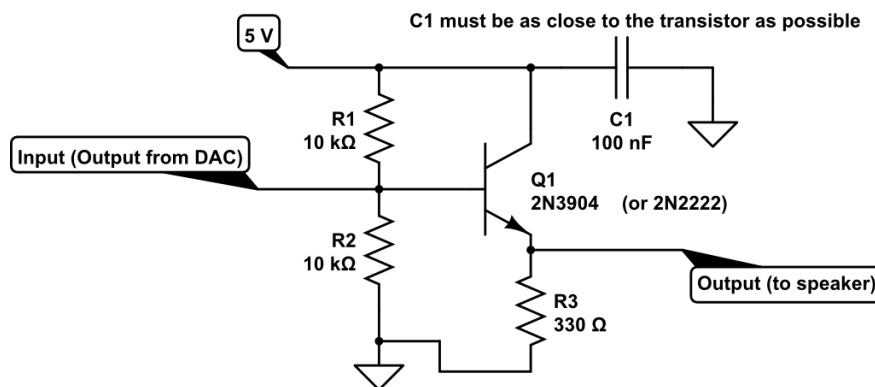 C1 must be as close to the transistor as possible
5 V
R1
10 kΩ
C1
100 nF
Input (Output from DAC)
Q1
2N3904 (or 2N2222)
R2
10 kΩ
Output (to speaker)
R3
330 Ω